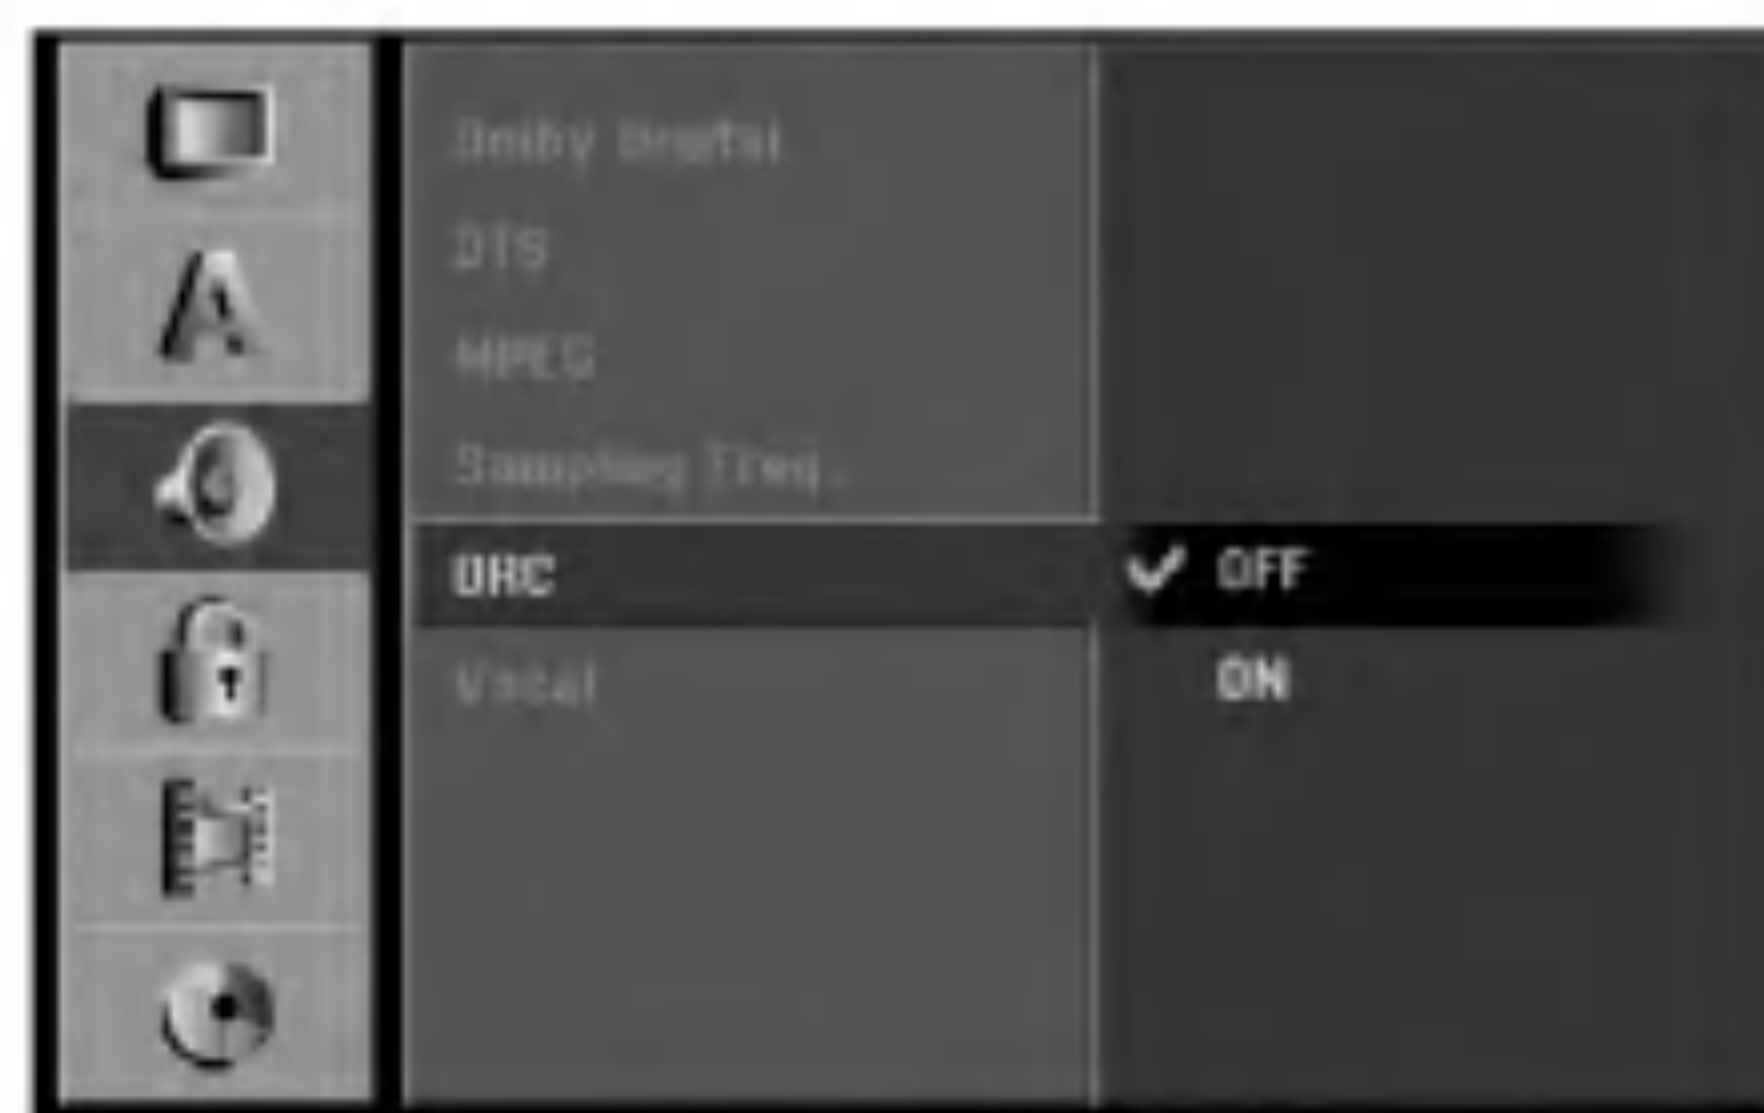 Dolby Digital
DTS
MPEG
Sampling Freq.
DRC
OFF
ON
Vocal